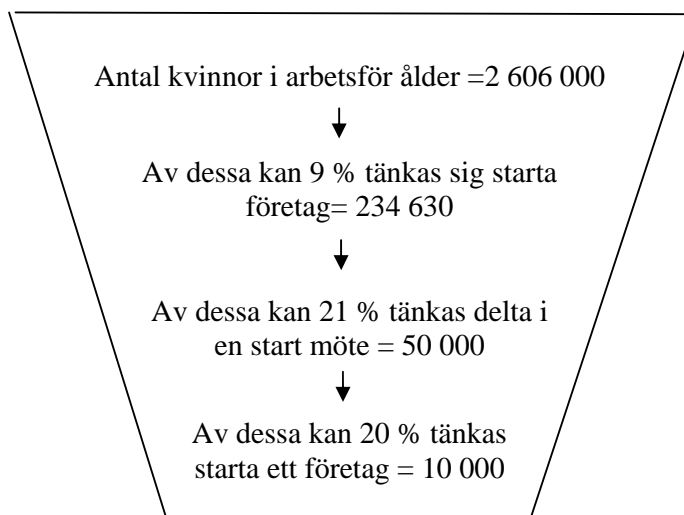 Antal kvinnor i arbetsför ålder =2 606 000
Av dessa kan 9 % tänkas sig starta
företag= 234 630
Av dessa kan 21 % tänkas delta i
en start möte = 50 000
Av dessa kan 20 % tänkas
starta ett företag = 10 000